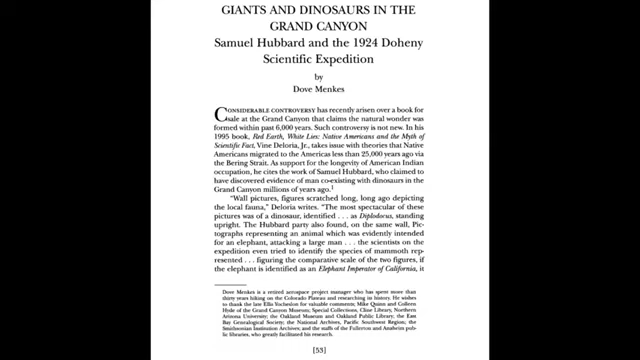 GIANTS AND DINOSAURS IN THE
GRAND CANYON
Samuel Hubbard and the 1924 Doheny
Scientific Expedition
by
Dove Menkes
CONSIDERABLE CONTROVERSY has recently arisen over a book for
sale at the Grand Canyon that claims the natural wonder was
formed within past 6,000 years. Such controversy is not new. In his
1995 book, Red Earth, White Lies: Native Americans and the Myth of
Scientific Fact, Vine Deloria, Jr., takes issue with theories that Native
Americans migrated to the Americas less than 25,000 years ago via
the Bering Strait. As support for the longevity of American Indian
occupation, he cites the work of Samuel Hubbard, who claimed to
have discovered evidence of man co-existing with dinosaurs in the
Grand Canyon millions of years ago.1
"Wall pictures, figures scratched long, long ago depicting
the local fauna," Deloria writes. "The most spectacular of these
pictures was of a dinosaur, identified . . . as Diplodocus, standing
upright. The Hubbard party also found, on the same wall, Pic-
tographs representing an animal which was evidently intended
for an elephant, attacking a large man . . . the scientists on the
expedition even tried to identify the species of mammoth rep-
resented . . . figuring the comparative scale of the two figures, if
the elephant is identified as an Elephant Imperator of California, it
Dove Menkes is a retired aerospace project manager who has spent more than
thirty years hiking on the Colorado Plateau and researching its history. He wishes
to thank the late Ellis Yochelson for valuable comments; Mike Quinn and Colleen
Hyde of the Grand Canyon Museum; Special Collections, Cline Library, Northern
Arizona University; the Oakland Museum and Oakland Public Library; the East
Bay Genealogical Society; the National Archives, Pacific Southwest Region; the
Smithsonian Institution Archives; and the staffs of the Fullerton and Anaheim pub-
lic libraries, who greatly facilitated his research.
[53]